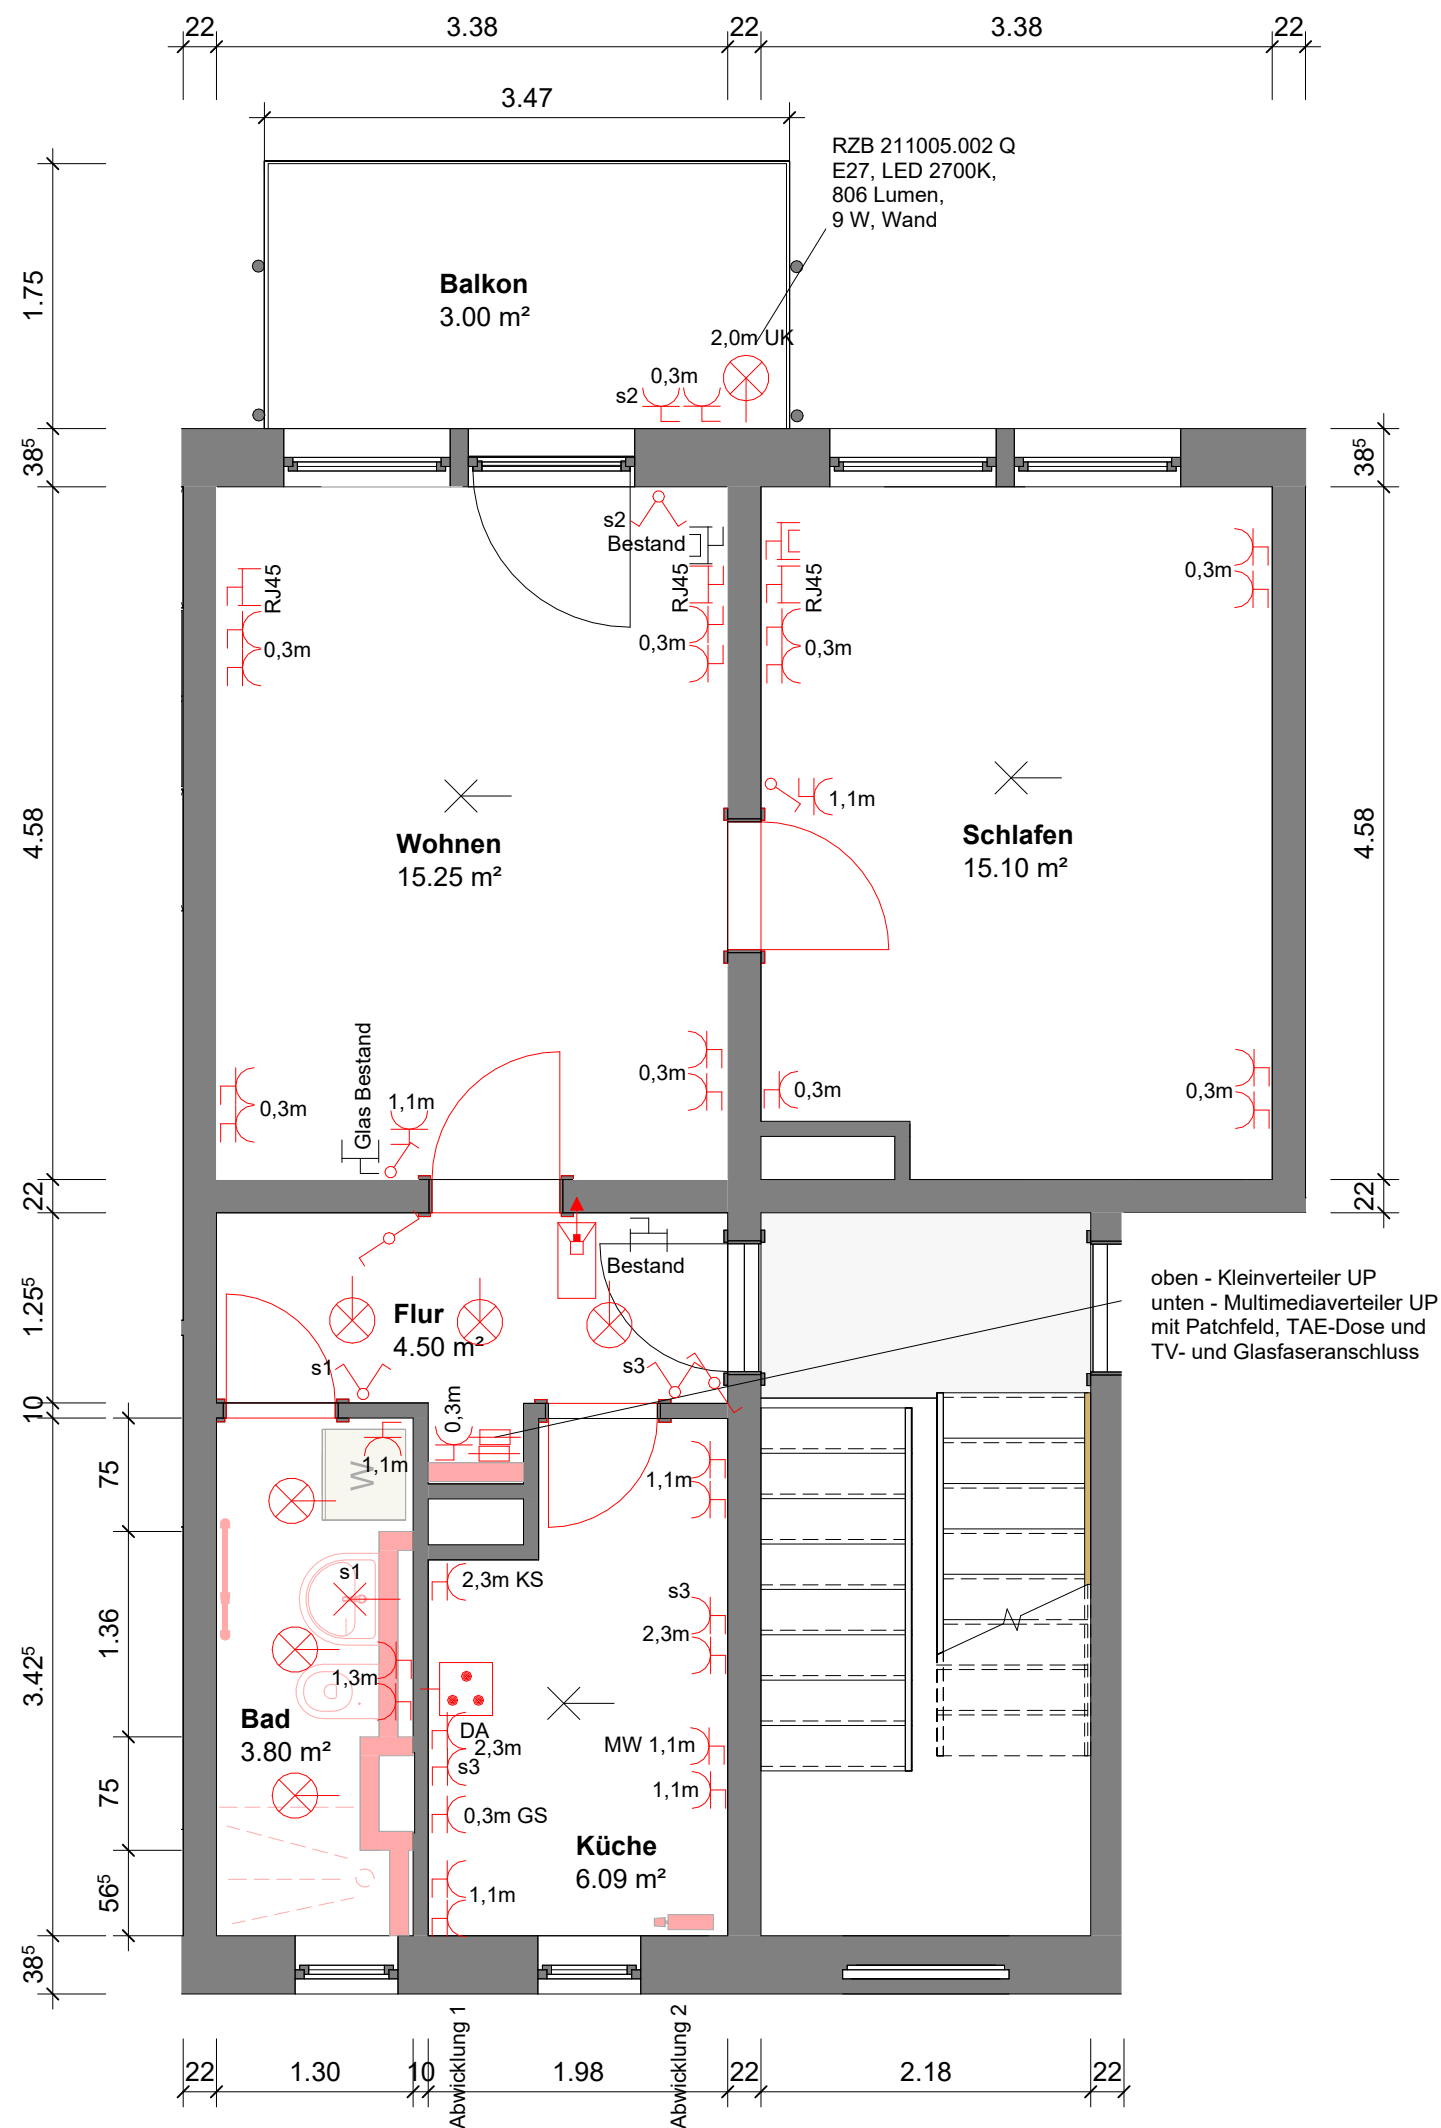 22
3.38
22
3.38
22
3.47
RZB 211005.002 Q
E27, LED 2700K,
806 Lumen,
9 W, Wand
1.75
Balkon
3.00 m²
2,0m UK
0,3m
s2
38⁵
38⁵
s2
Bestand
RJ45
0,3m
RJ45
0,3m
RJ45
0,3m
0,3m
4.58
4.58
1,1m
Wohnen
15.25 m²
Schlafen
15.10 m²
Glas Bestand
0,3m
1,1m
0,3m
0,3m
0,3m
22
22
Bestand
oben - Kleinverteiler UP
unten - Multimediaverteiler UP
mit Patchfeld, TAE-Dose und
TV- und Glasfaseranschluss
1.25⁵
Flur
4.50 m²
s1
s3
10
0,3m
75
1,1m
W
1,1m
s1
2,3m KS
s3
2,3m
1.36
3.42⁵
1,3m
Bad
3.80 m²
DA
2,3m
s3
MW 1,1m
1,1m
75
0,3m GS
Küche
6.09 m²
56⁵
1,1m
38⁵
Abwicklung 1
Abwicklung 2
22
1.30
10
1.98
22
2.18
22